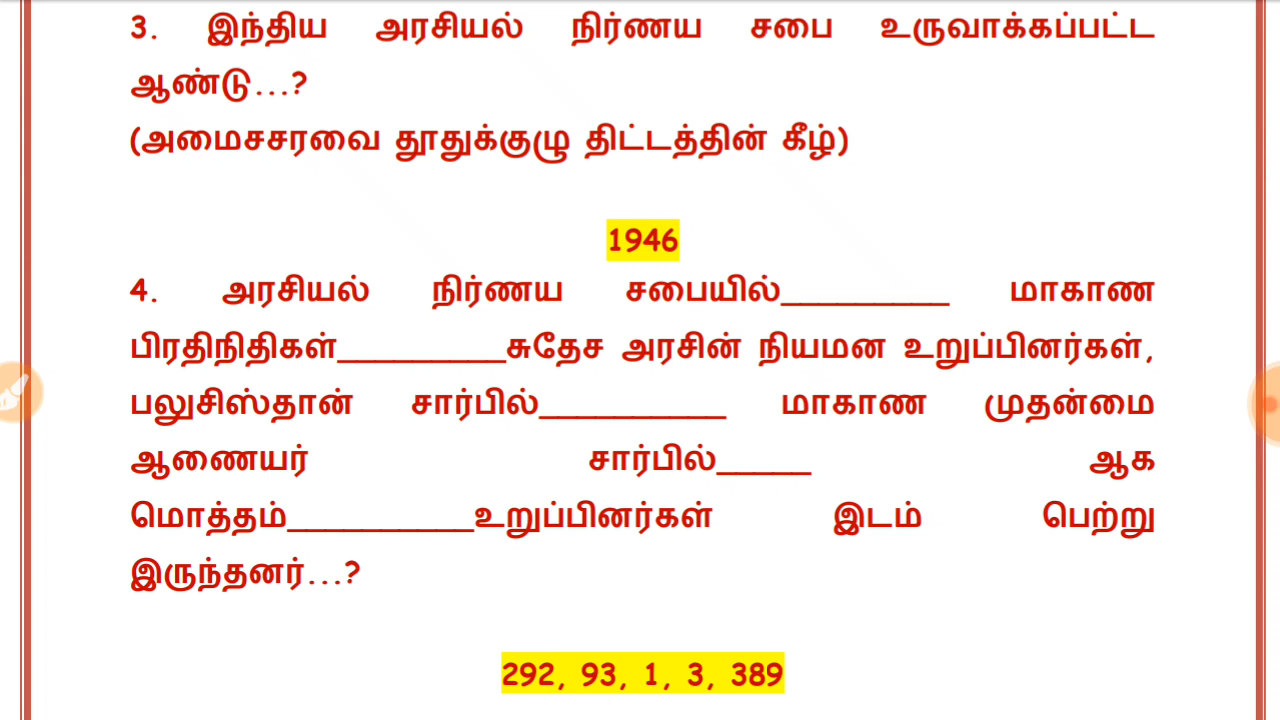 3. இந்திய அரசியல் நிர்ணய சபை உருவாக்கப்பட்ட
ஆண்டு...?
(அமைசசரவை தூதுக்குழு திட்டத்தின் கீழ்)
1946
4. அரசியல் நிர்ணய சபையில்_________ மாகாண
பிரதிநிதிகள்_________சுதேச அரசின் நியமன உறுப்பினர்கள்,
பலுசிஸ்தான் சார்பில்__________ மாகாண முதன்மை
ஆணையர் சார்பில்_____ ஆக
மொத்தம்__________உறுப்பினர்கள் இடம் பெற்று
இருந்தனர்...?
292, 93, 1, 3, 389